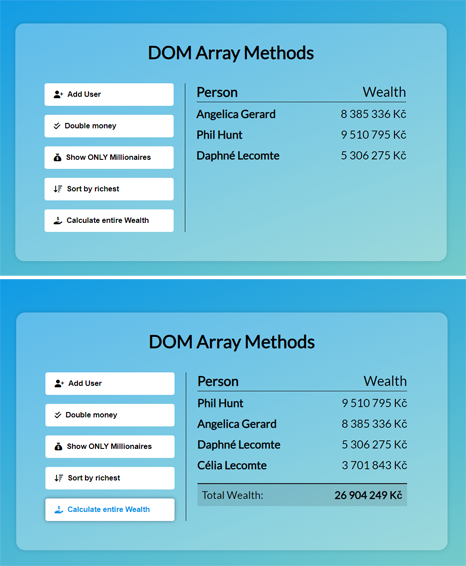 DOM Array Methods
Add User
Double money
Show ONLY Millionaires
Sort by richest
Calculate entire Wealth
Person Wealth
Angelica Gerard 8 385 336 Kč
Phil Hunt 9 510 795 Kč
Daphné Lecomte 5 306 275 Kč
DOM Array Methods
Add User
Double money
Show ONLY Millionaires
Sort by richest
Calculate entire Wealth
Person Wealth
Phil Hunt 9 510 795 Kč
Angelica Gerard 8 385 336 Kč
Daphné Lecomte 5 306 275 Kč
Célia Lecomte 3 701 843 Kč
Total Wealth: 26 904 249 Kč